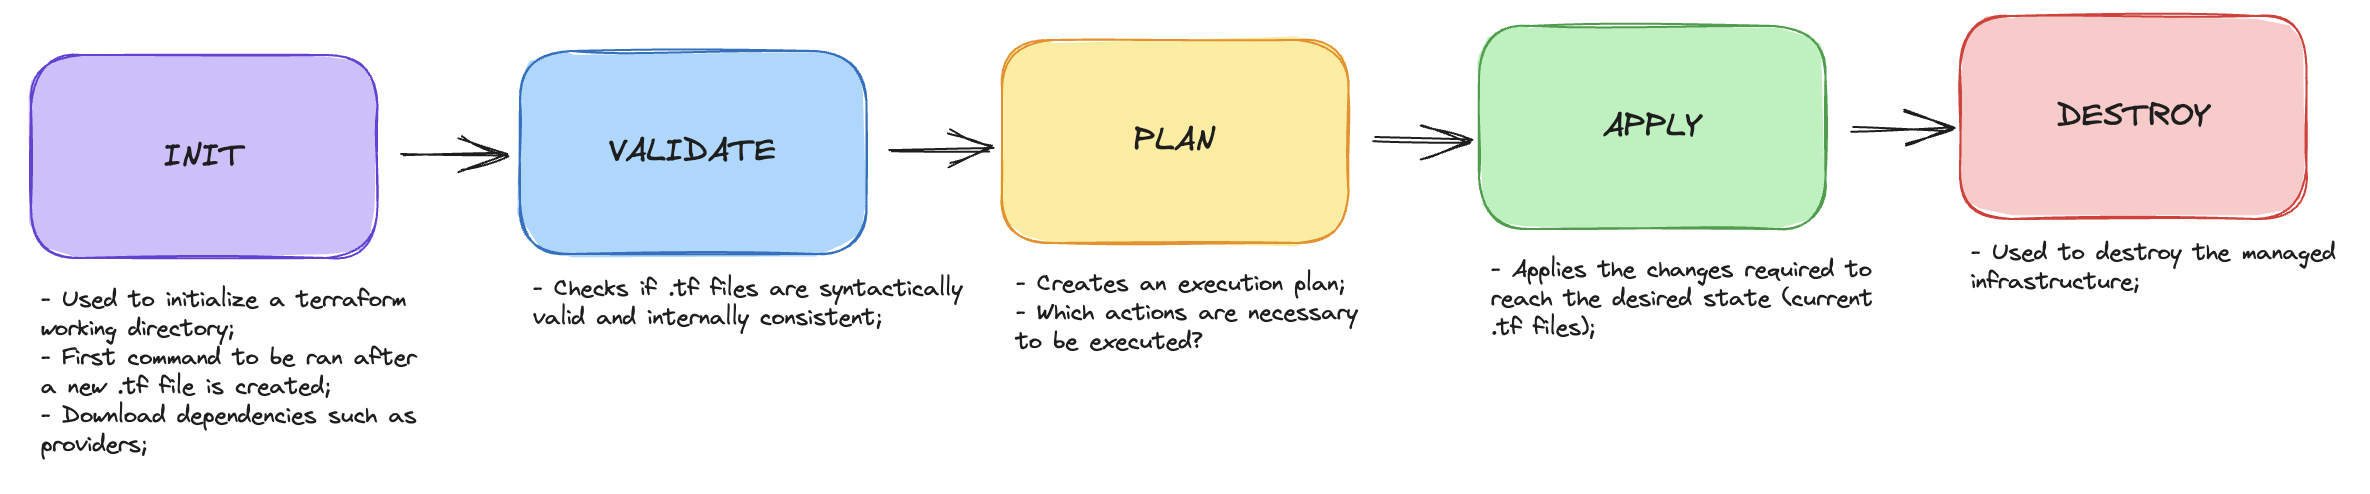 INIT
- Used to initialize a terraform
working directory;
- First command to be ran after
a new .tf file is created;
- Download dependencies such as
providers;
VALIDATE
- Checks if .tf files are syntactically
valid and internally consistent;
PLAN
- Creates an execution plan;
- Which actions are necessary
to be executed?
APPLY
- Applies the changes required to
reach the desired state (current
.tf files);
DESTROY
- Used to destroy the managed
infrastructure;